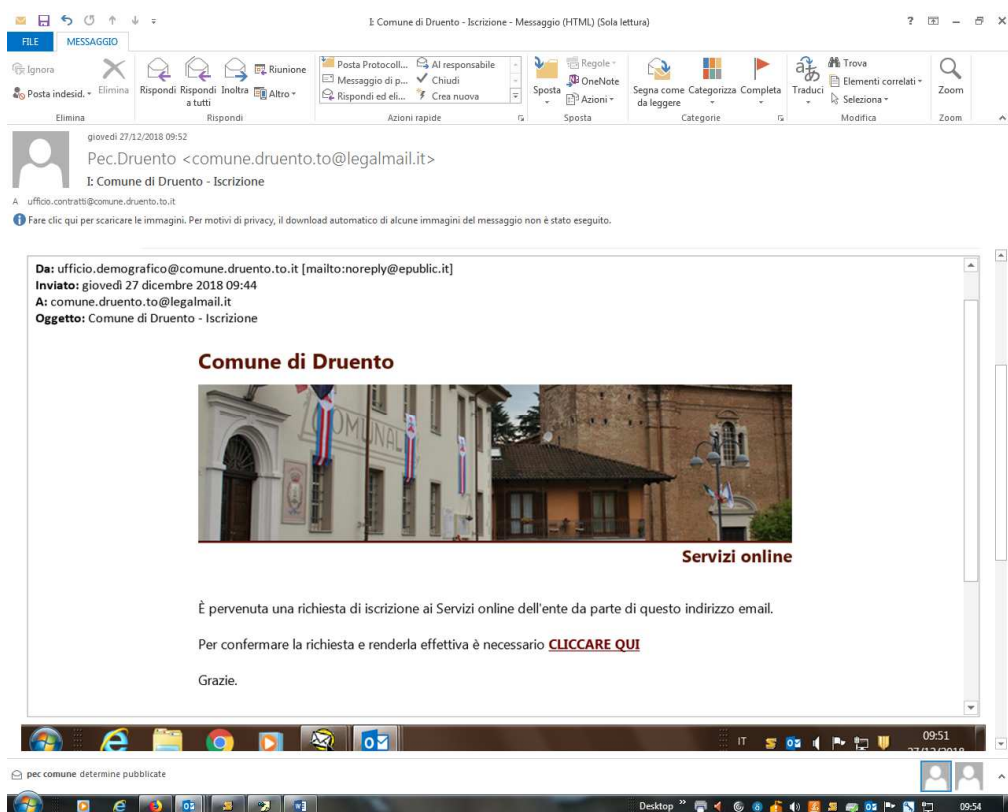 I: Comune di Druento - Iscrizione - Messaggio (HTML) (Sola lettura)
FILE MESSAGGIO
Ignora
Posta indesid.
Elimina
Rispondi Rispondi a tutti Inoltra
Riunione
Altro
Posta Protocoll...
Messaggio di p...
Rispondi ed eli...
Al responsabile
Chiudi
Crea nuova
Sposta
Regole
OneNote
Azioni
Segna come da leggere Categorizza Completa
Traduci
Trova
Elementi correlati
Seleziona
Zoom
Elimina Rispondi Azioni rapide Sposta Categorie Modifica Zoom
giovedì 27/12/2018 09:52
Pec.Druento <comune.druento.to@legalmail.it>
I: Comune di Druento - Iscrizione
A ufficio.contratti@comune.druento.to.it
Fare clic qui per scaricare le immagini. Per motivi di privacy, il download automatico di alcune immagini del messaggio non è stato eseguito.
Da: ufficio.demografico@comune.druento.to.it [mailto:noreply@epublic.it]
Inviato: giovedì 27 dicembre 2018 09:44
A: comune.druento.to@legalmail.it
Oggetto: Comune di Druento - Iscrizione
Comune di Druento
COMUNAL
Servizi online
È pervenuta una richiesta di iscrizione ai Servizi online dell'ente da parte di questo indirizzo email.
Per confermare la richiesta e renderla effettiva è necessario CLICCARE QUI
Grazie.
IT 09:51
27/12/2018
pec comune determine pubblicate
Desktop 09:54